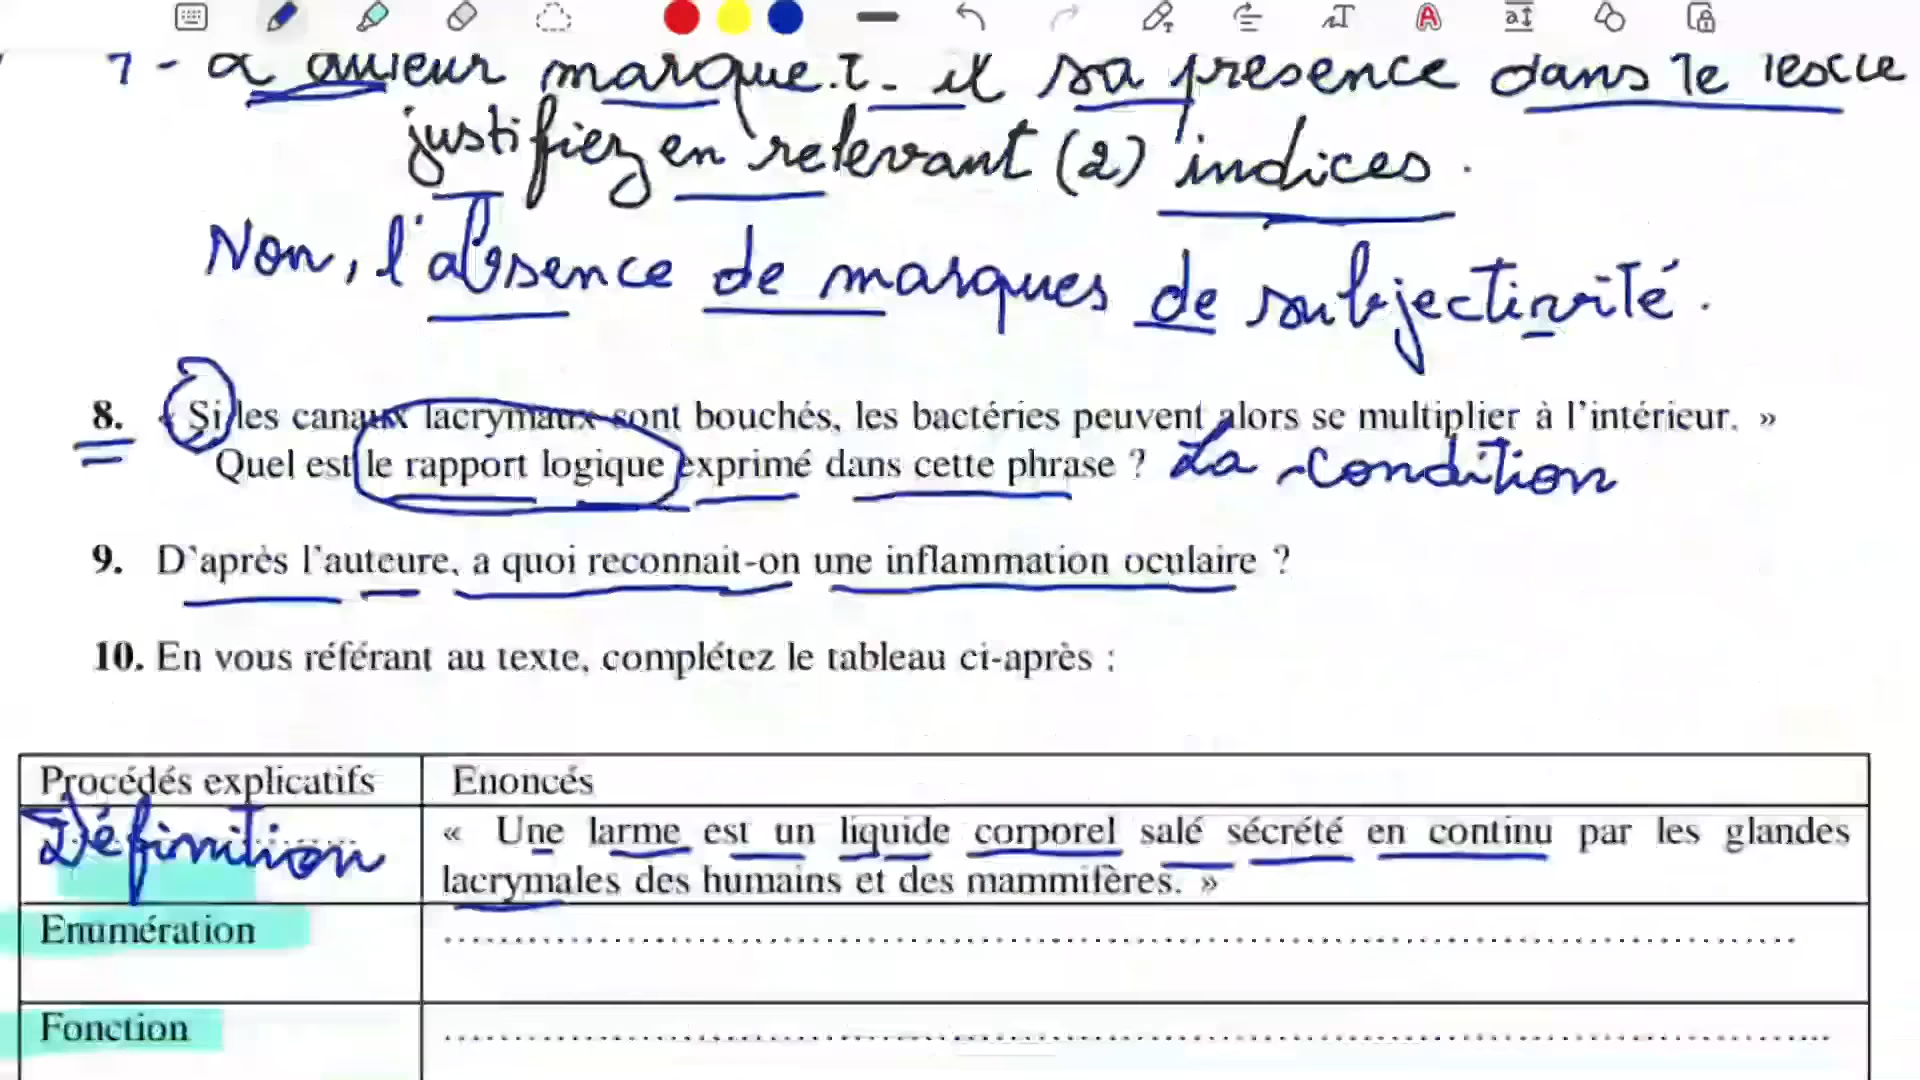 7 - l'auteur marque.t- il sa présence dans le texte
justifiez en relevant (2) indices.
Non, l'absence de marques de subjectivité.
8. « Si les canaux lacrymaux sont bouchés, les bactéries peuvent alors se multiplier à l'intérieur. »
Quel est le rapport logique exprimé dans cette phrase ? La condition
9. D'après l'auteure, a quoi reconnait-on une inflammation oculaire ?
10. En vous référant au texte, complétez le tableau ci-après :
Procédés explicatifs Enoncés
Définition « Une larme est un liquide corporel salé sécrété en continu par les glandes
lacrymales des humains et des mammifères. »
Enumération ……………………………………………………………
Fonction ……………………………………………………………